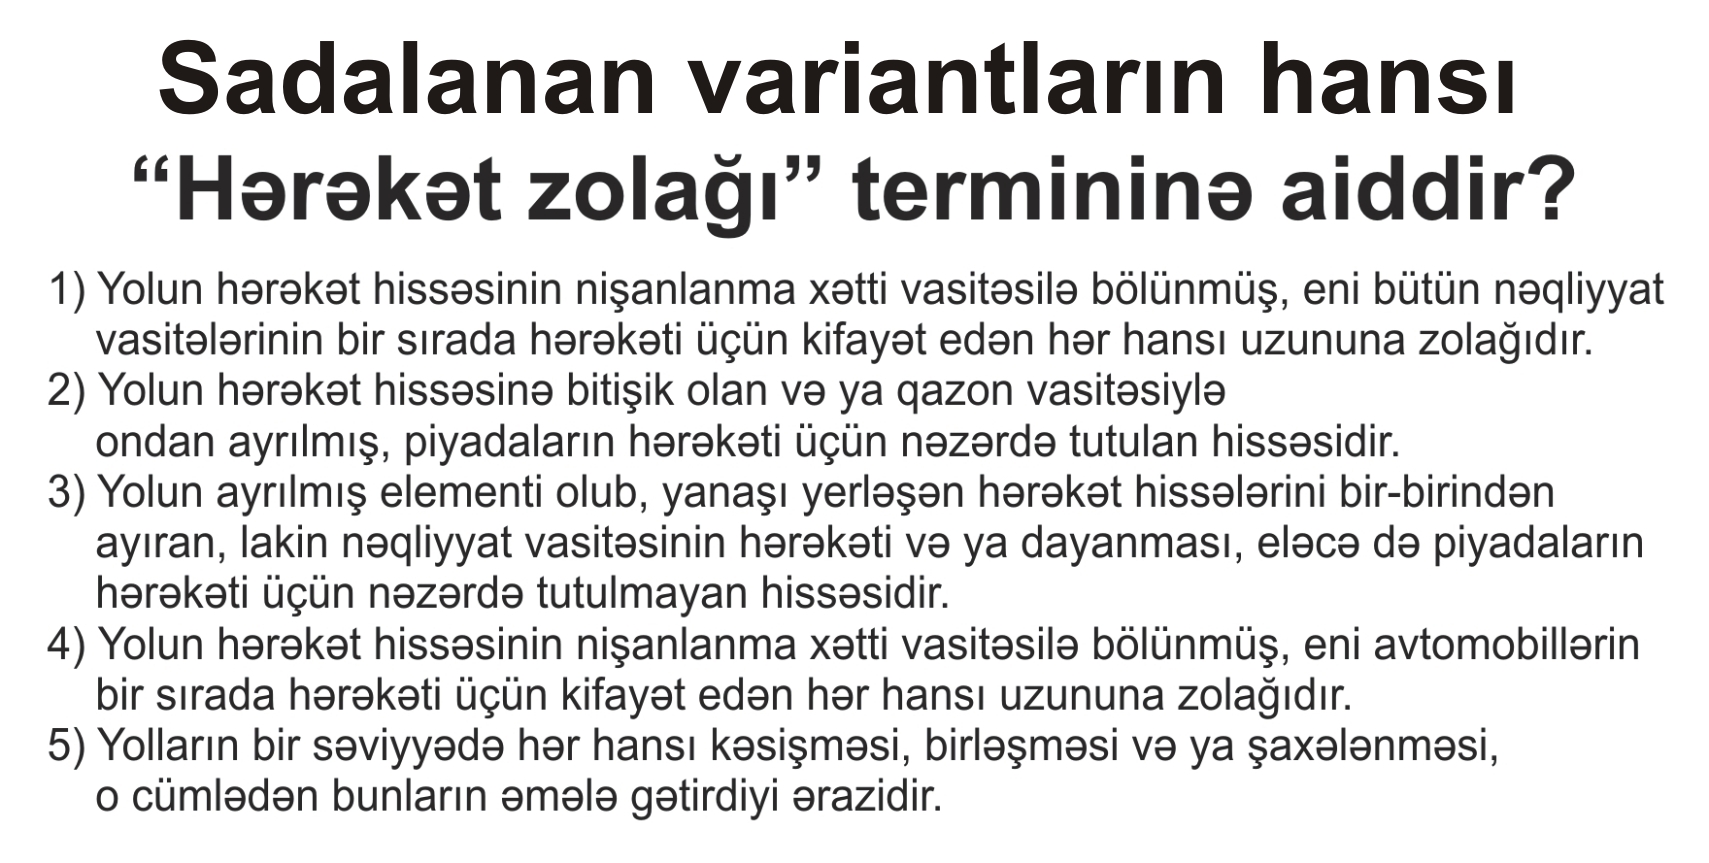 Sadalanan variantların hansı
“Hərəkət zolağı” termininə aiddir?
1) Yolun hərəkət hissəsinin nişanlanma xətti vasitəsilə bölünmüş, eni bütün nəqliyyat
vasitələrinin bir sırada hərəkəti üçün kifayət edən hər hansı uzununa zolağıdır.
2) Yolun hərəkət hissəsinə bitişik olan və ya qazon vasitəsiylə
ondan ayrılmış, piyadaların hərəkəti üçün nəzərdə tutulan hissəsidir.
3) Yolun ayrılmış elementi olub, yanaşı yerləşən hərəkət hissələrini bir-birindən
ayıran, lakin nəqliyyat vasitəsinin hərəkəti və ya dayanması, eləcə də piyadaların
hərəkəti üçün nəzərdə tutulmayan hissəsidir.
4) Yolun hərəkət hissəsinin nişanlanma xətti vasitəsilə bölünmüş, eni avtomobillərin
bir sırada hərəkəti üçün kifayət edən hər hansı uzununa zolağıdır.
5) Yolların bir səviyyədə hər hansı kəsişməsi, birləşməsi və ya şaxələnməsi,
o cümlədən bunların əmələ gətirdiyi ərazidir.